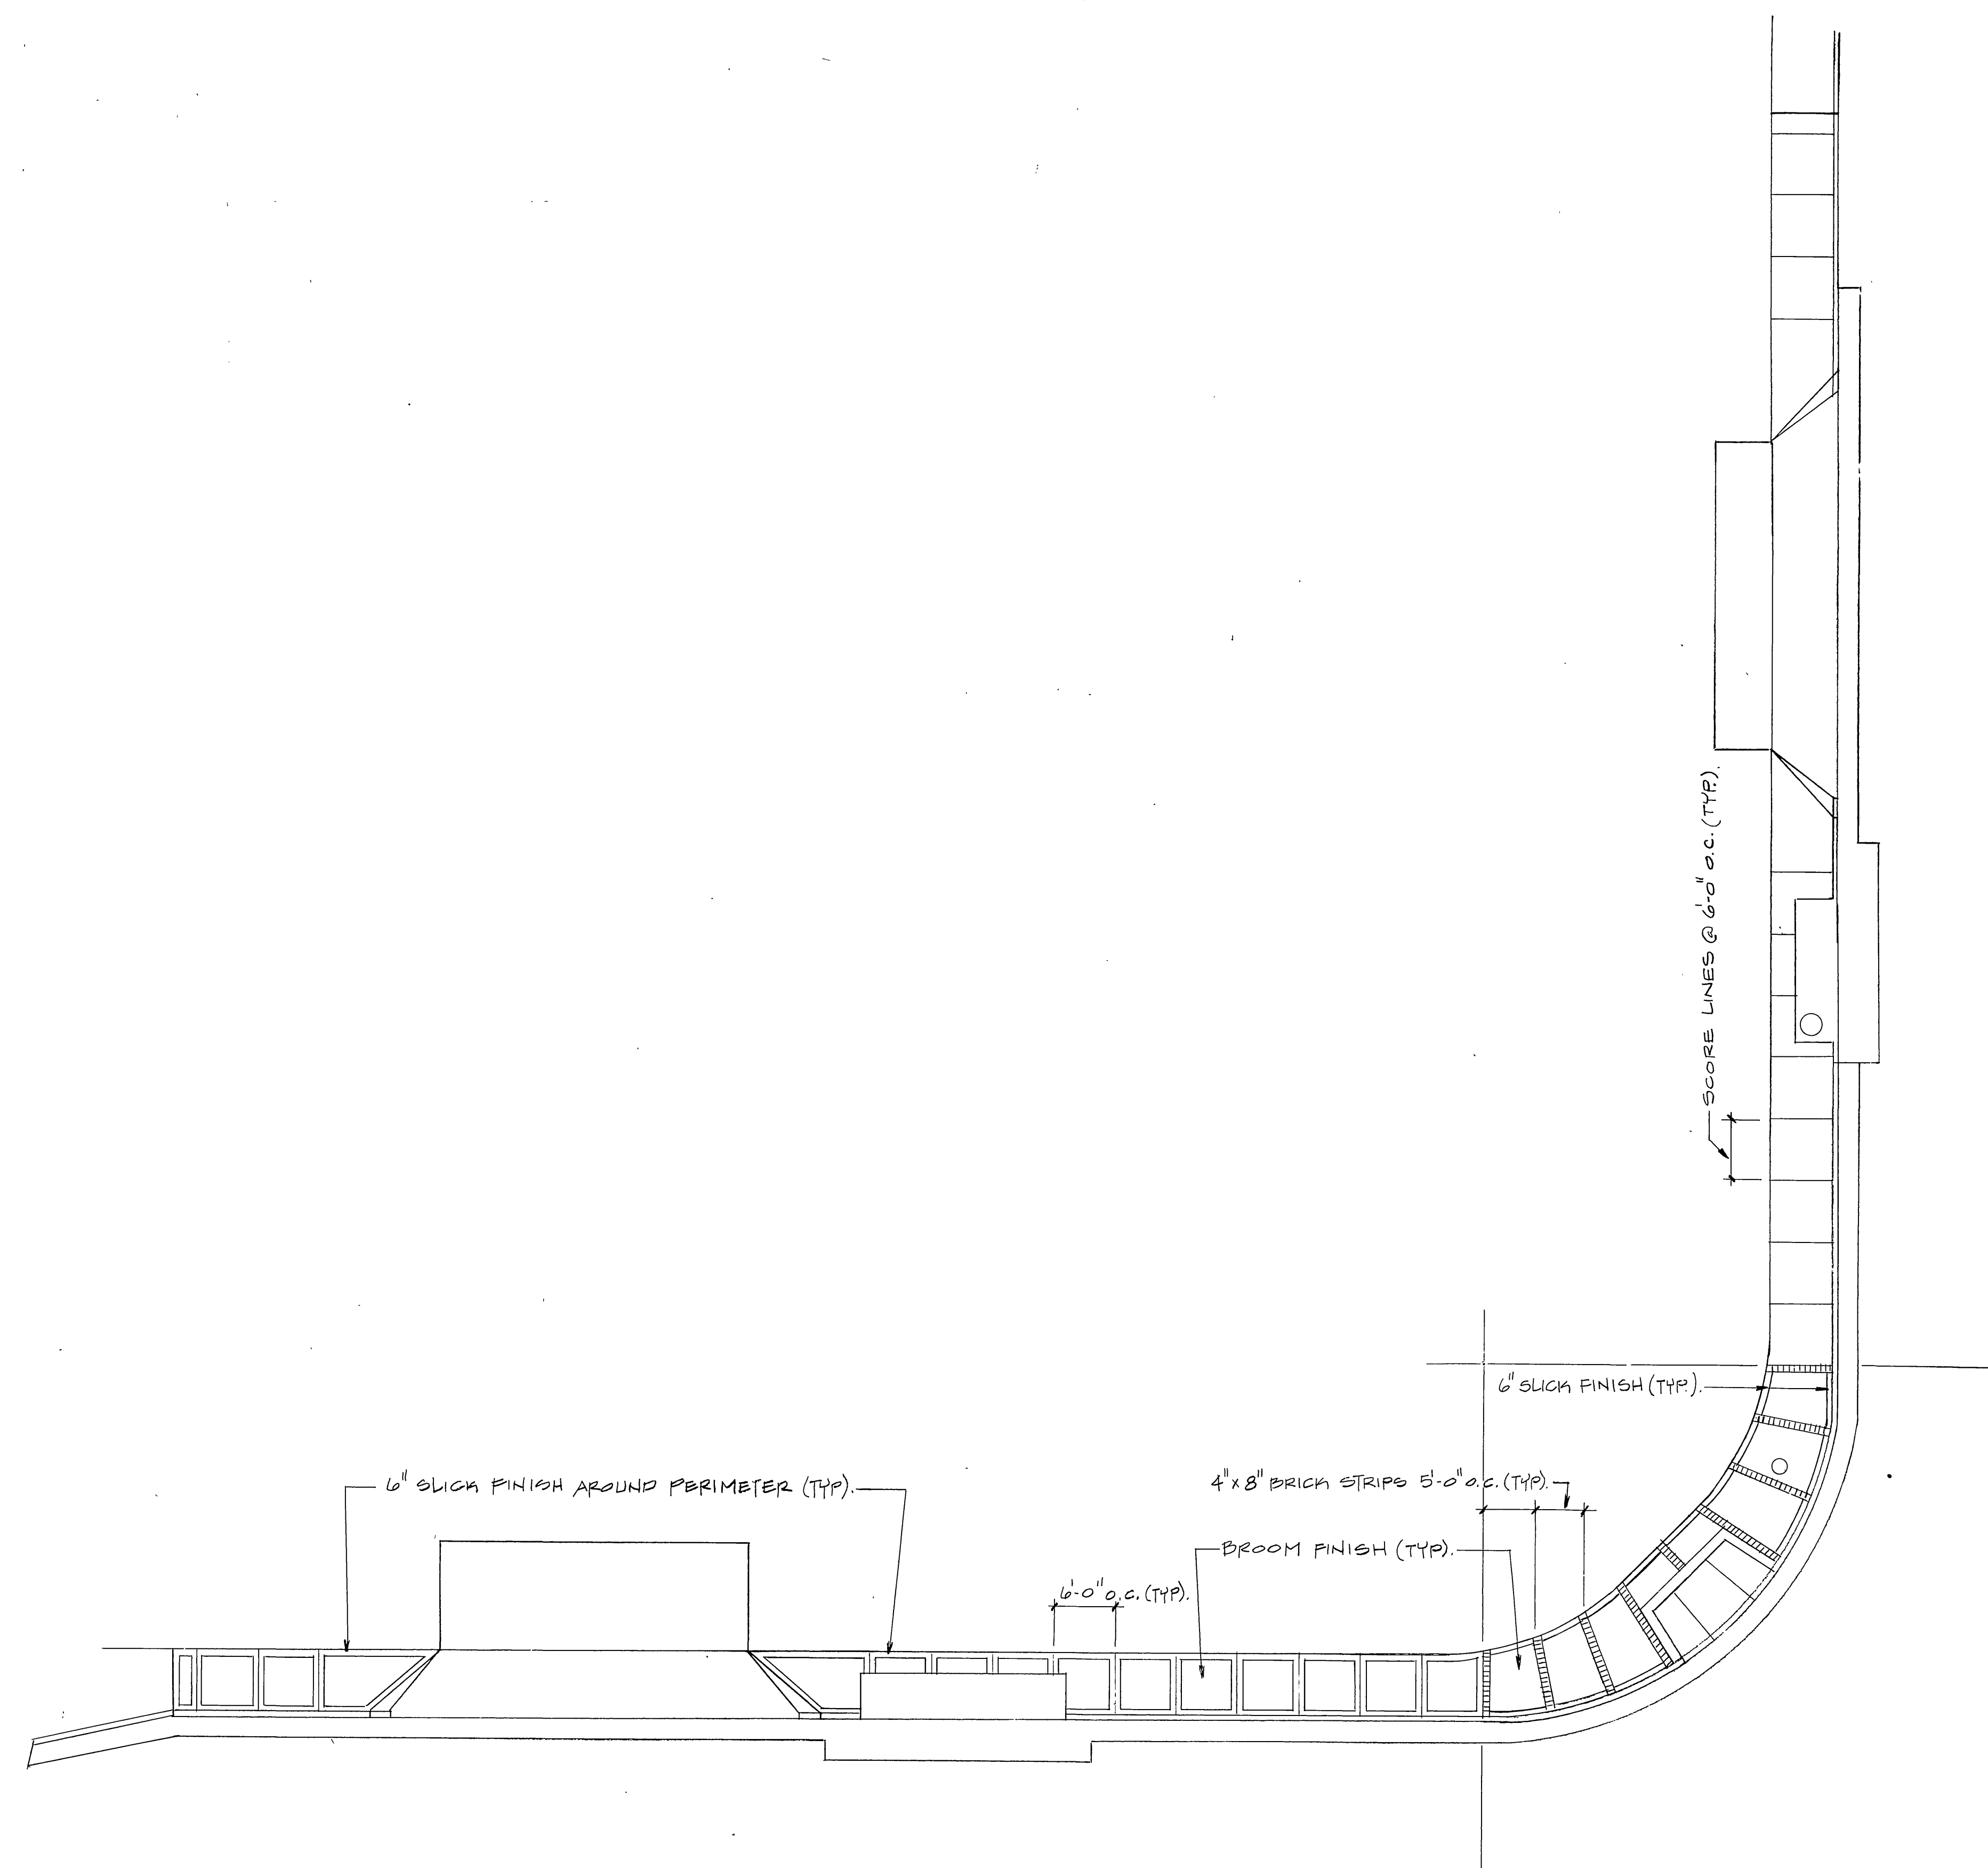 SCORE LINES @ 6'-0" O.C. (TYP.).
6" SLICK FINISH (TYP.).
6" SLICK FINISH AROUND PERIMETER (TYP).
4"x8" BRICK STRIPS 5'-0" O.C. (TYP).
BROOM FINISH (TYP).
6'-0" O.C. (TYP).